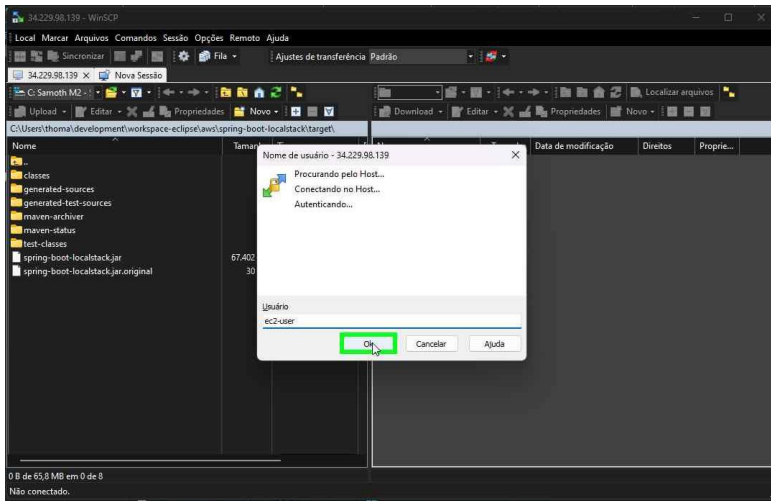 34.229.98.139 - WinSCP
Local Marcar Arquivos Comandos Sessão Opções Remoto Ajuda
Sincronizar Fila Ajustes de transferência Padrão
34.229.98.139 Nova Sessão
C: Samoth M2 - Localizar arquivos
Upload Editar Propriedades Novo Download Editar Propriedades Novo
C:\Users\thoma\development\workspace-eclipse\aws\spring-boot-localstack\target\
Nome Data de modificação Direitos Proprie...
..
classes
generated-sources
generated-test-sources
maven-archiver
maven-status
test-classes
spring-boot-localstack.jar 67.402
spring-boot-localstack.jar.original 30
Nome de usuário - 34.229.98.139
Procurando pelo Host...
Conectando no Host...
Autenticando...
Usuário
ec2-user
Ok Cancelar Ajuda
0 B de 65,8 MB em 0 de 8
Não conectado.